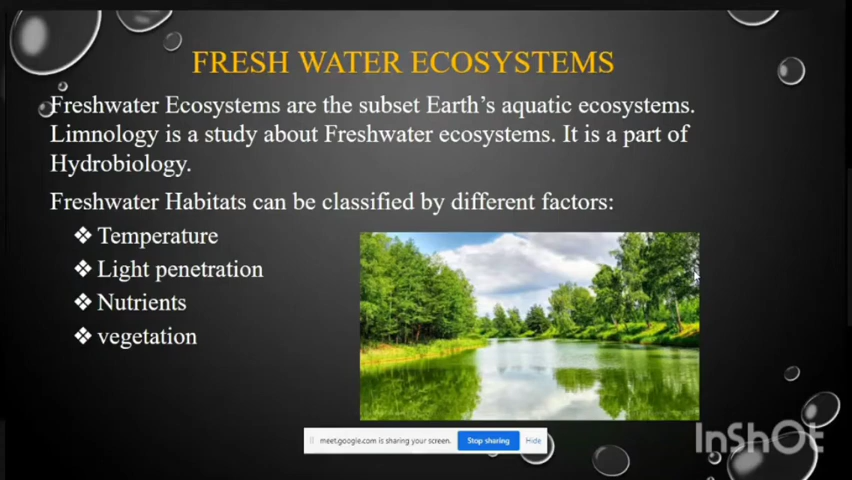 FRESH WATER ECOSYSTEMS
Freshwater Ecosystems are the subset Earth's aquatic ecosystems.
Limnology is a study about Freshwater ecosystems. It is a part of
Hydrobiology.
Freshwater Habitats can be classified by different factors:
❖ Temperature
❖ Light penetration
❖ Nutrients
❖ vegetation
meet.google.com is sharing your screen. Stop sharing Hide
InShOt